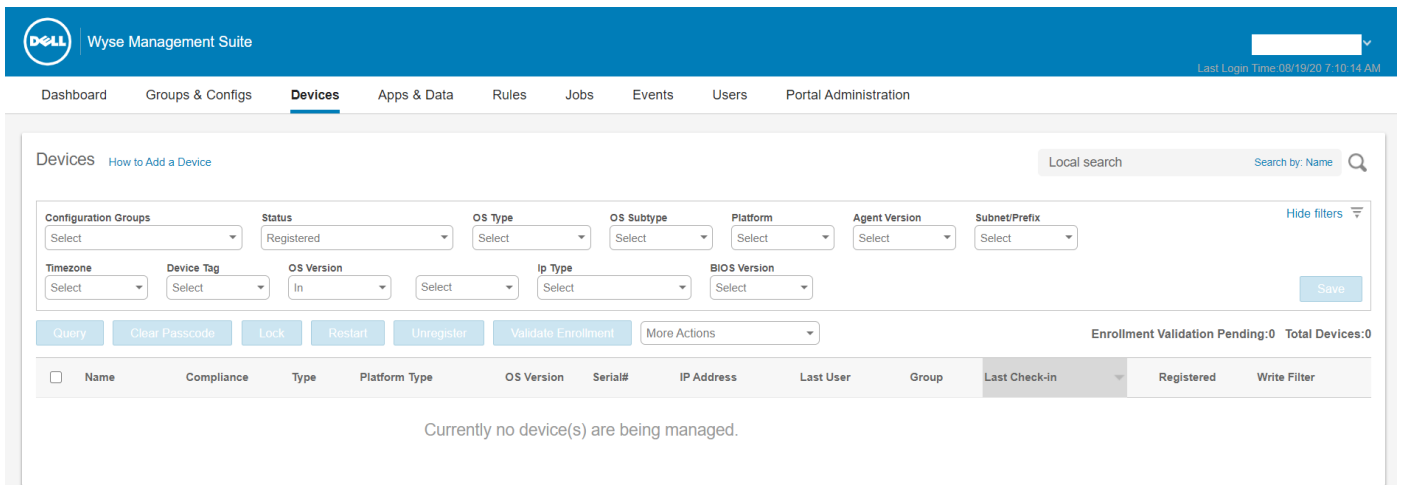 DELL Wyse Management Suite
Last Login Time:08/19/20 7:10:14 AM
Dashboard Groups & Configs Devices Apps & Data Rules Jobs Events Users Portal Administration
Devices How to Add a Device Local search Search by: Name
Hide filters
Configuration Groups Status OS Type OS Subtype Platform Agent Version Subnet/Prefix
Select Registered Select Select Select Select Select
Timezone Device Tag OS Version Ip Type BIOS Version
Select Select In Select Select Select Save
Query Clear Passcode Lock Restart Unregister Validate Enrollment More Actions Enrollment Validation Pending:0 Total Devices:0
Name Compliance Type Platform Type OS Version Serial# IP Address Last User Group Last Check-in Registered Write Filter
Currently no device(s) are being managed.